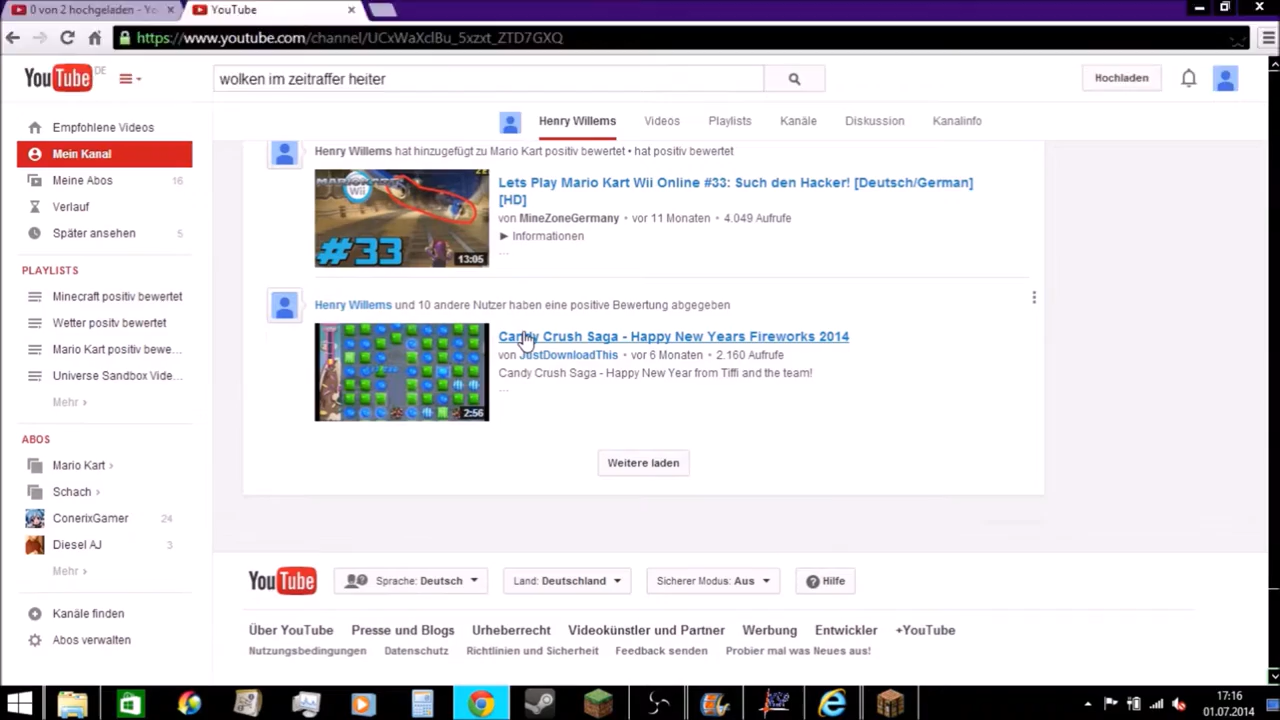 0 von 2 hochgeladen - Yo
YouTube
https://www.youtube.com/channel/UCxWaXclBu_5xzxt_ZTD7GXQ
YouTube DE
wolken im zeitraffer heiter
Hochladen
Henry Willems
Videos
Playlists
Kanäle
Diskussion
Kanalinfo
Empfohlene Videos
Mein Kanal
Meine Abos 16
Verlauf
Später ansehen 5
PLAYLISTS
Minecraft positiv bewertet
Wetter positv bewertet
Mario Kart positiv bewe...
Universe Sandbox Vide...
Mehr ›
ABOS
Mario Kart ›
Schach ›
ConerixGamer 24
Diesel AJ 3
Mehr ›
Kanäle finden
Abos verwalten
Henry Willems hat hinzugefügt zu Mario Kart positiv bewertet • hat positiv bewertet
MARIOKART
Wii
#33
13:05
Lets Play Mario Kart Wii Online #33: Such den Hacker! [Deutsch/German]
[HD]
von MineZoneGermany • vor 11 Monaten • 4.049 Aufrufe
► Informationen
...
Henry Willems und 10 andere Nutzer haben eine positive Bewertung abgegeben
2:56
Candy Crush Saga - Happy New Years Fireworks 2014
von JustDownloadThis • vor 6 Monaten • 2.160 Aufrufe
Candy Crush Saga - Happy New Year from Tiffi and the team!
...
Weitere laden
YouTube
Sprache: Deutsch
Land: Deutschland
Sicherer Modus: Aus
Hilfe
Über YouTube Presse und Blogs Urheberrecht Videokünstler und Partner Werbung Entwickler +YouTube
Nutzungsbedingungen Datenschutz Richtlinien und Sicherheit Feedback senden Probier mal was Neues aus!
17:16
01.07.2014